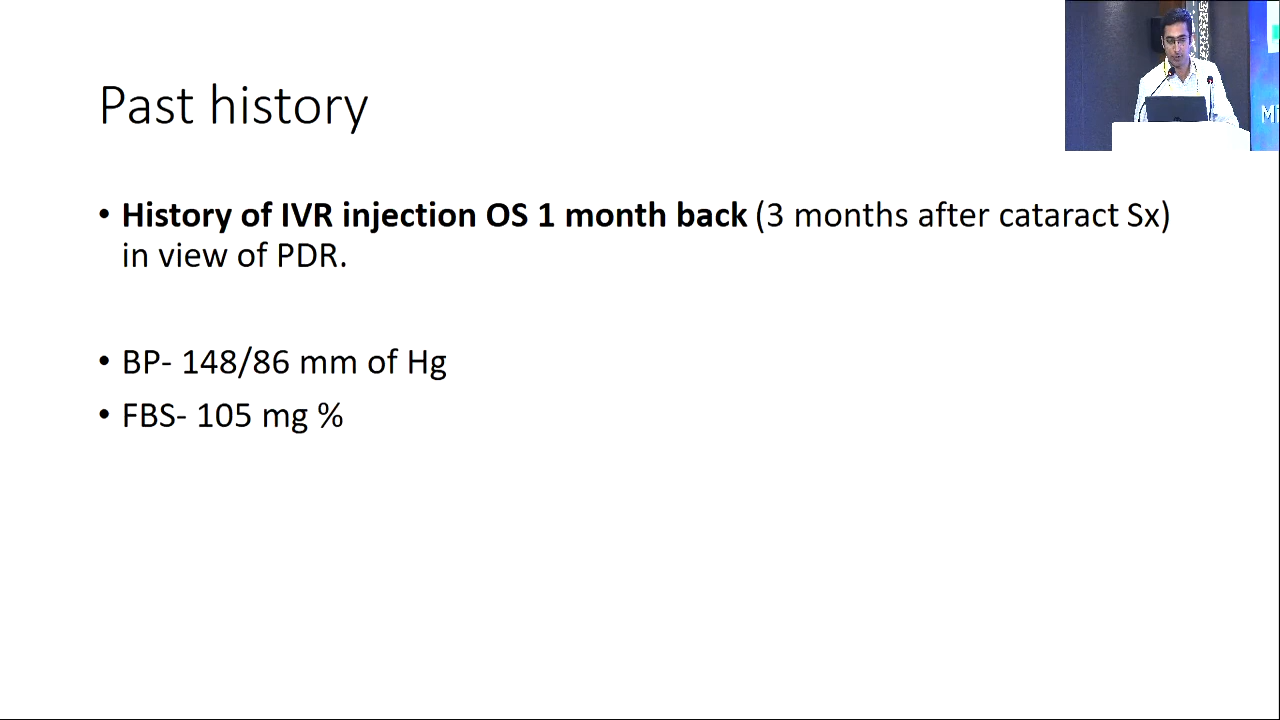 Past history
• History of IVR injection OS 1 month back (3 months after cataract Sx)
in view of PDR.
• BP- 148/86 mm of Hg
• FBS- 105 mg %
Mi